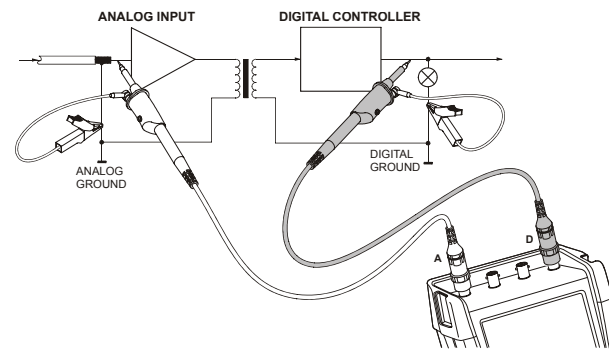 ANALOG INPUT
DIGITAL CONTROLLER
ANALOG
GROUND
DIGITAL
GROUND
A
D